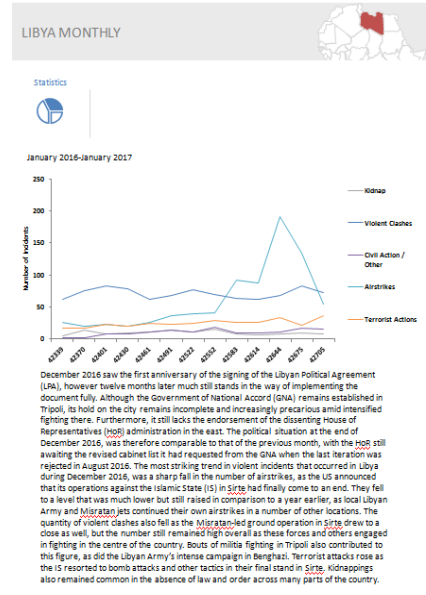 LIBYA MONTHLY
Statistics
January 2016-January 2017
Number of Incidents
250
200
150
100
50
0
42339
42370
42401
42430
42461
42491
42522
42552
42583
42614
42644
42675
42705
Kidnap
Violent Clashes
Civil Action /
Other
Airstrikes
Terrorist Actions
December 2016 saw the first anniversary of the signing of the Libyan Political Agreement
(LPA), however twelve months later much still stands in the way of implementing the
document fully. Although the Government of National Accord (GNA) remains established in
Tripoli, its hold on the city remains incomplete and increasingly precarious amid intensified
fighting there. Furthermore, it still lacks the endorsement of the dissenting House of
Representatives (HoR) administration in the east. The political situation at the end of
December 2016, was therefore comparable to that of the previous month, with the HoR still
awaiting the revised cabinet list it had requested from the GNA when the last iteration was
rejected in August 2016. The most striking trend in violent incidents that occurred in Libya
during December 2016, was a sharp fall in the number of airstrikes, as the US announced
that its operations against the Islamic State (IS) in Sirte had finally come to an end. They fell
to a level that was much lower but still raised in comparison to a year earlier, as local Libyan
Army and Misratan jets continued their own airstrikes in a number of other locations. The
quantity of violent clashes also fell as the Misratan-led ground operation in Sirte drew to a
close as well, but the number still remained high overall as these forces and others engaged
in fighting in the centre of the country. Bouts of militia fighting in Tripoli also contributed to
this figure, as did the Libyan Army's intense campaign in Benghazi. Terrorist attacks rose as
the IS resorted to bomb attacks and other tactics in their final stand in Sirte. Kidnappings
also remained common in the absence of law and order across many parts of the country.